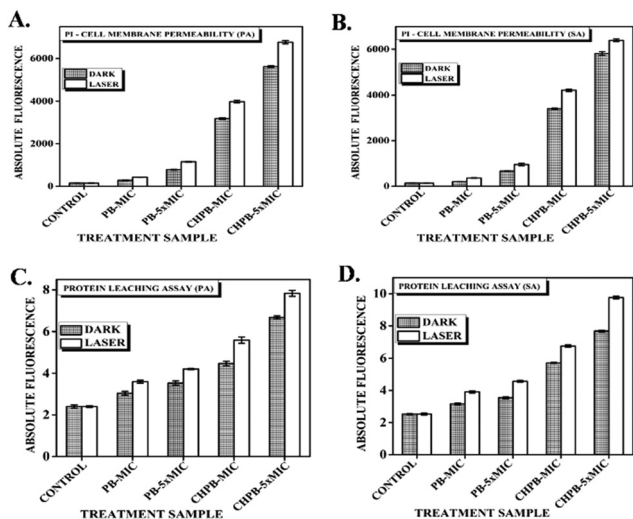 A.
PI - CELL MEMBRANE PERMEABILITY (PA)
DARK
LASER
ABSOLUTE FLUORESCENCE
6000
4000
2000
0
CONTROL
PB-MIC
PB-5xMIC
CHPB-MIC
CHPB-5xMIC
TREATMENT SAMPLE
B.
PI - CELL MEMBRANE PERMEABILITY (SA)
DARK
LASER
ABSOLUTE FLUORESCENCE
6000
4000
2000
0
CONTROL
PB-MIC
PB-5xMIC
CHPB-MIC
CHPB-5xMIC
TREATMENT SAMPLE
C.
PROTEIN LEACHING ASSAY (PA)
DARK
LASER
ABSOLUTE FLUORESCENCE
8
6
4
2
0
CONTROL
PB-MIC
PB-5xMIC
CHPB-MIC
CHPB-5xMIC
TREATMENT SAMPLE
D.
PROTEIN LEACHING ASSAY (SA)
DARK
LASER
ABSOLUTE FLUORESCENCE
10
8
6
4
2
0
CONTROL
PB-MIC
PB-5xMIC
CHPB-MIC
CHPB-5xMIC
TREATMENT SAMPLE